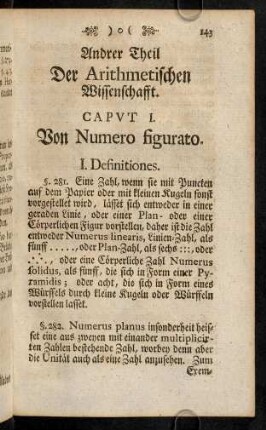 )o( 143
Andrer Theil
Der Arithmetischen
Wissenschafft.
CAPVT I.
Von Numero figurato.
I. Definitiones.
§. 281. Eine Zahl, wenn sie mit Puncten
auf dem Papier oder mit kleinen Kugeln sonst
vorgestellet wird, lässet sich entweder in einer
geraden Linie, oder einer Plan- oder einer
Cörperlichen Figur vorstellen, daher ist die Zahl
entweder Numerus linearis, Linien-Zahl, als
fünff ....., oder Plan-Zahl, als sechs :::, oder
.·.·., oder eine Cörperliche Zahl Numerus
solidus, als fünff, die sich in Form einer Py-
ramidis; oder acht, die sich in Form eines
Würffels durch kleine Kugeln oder Würffeln
vorstellen lasset.
§. 282. Numerus planus insonderheit heis-
set eine aus zweyen mit einander multiplicir-
ten Zahlen bestehende Zahl, worbey denn aber
die Unität auch als eine Zahl anzusehen. Zum
Exem-